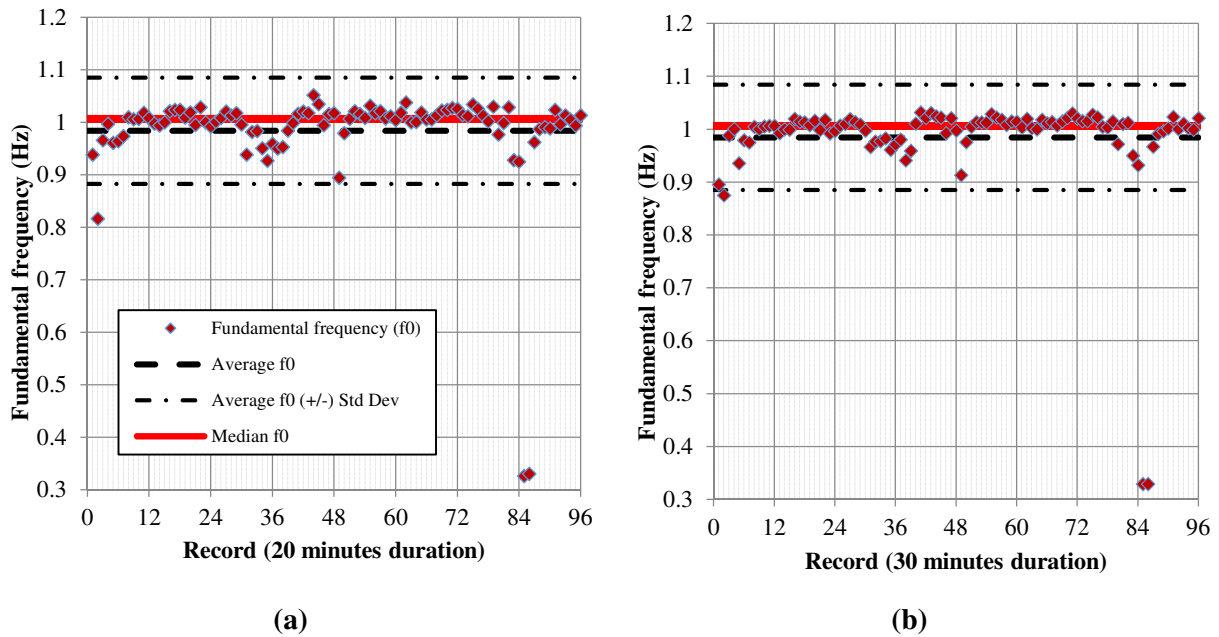 1.2
1.1
1
0.9
0.8
0.7
0.6
0.5
0.4
0.3
Fundamental frequency (Hz)
Fundamental frequency (f0)
Average f0
Average f0 (+/-) Std Dev
Median f0
0 12 24 36 48 60 72 84 96
Record (20 minutes duration)
(a)
1.2
1.1
1
0.9
0.8
0.7
0.6
0.5
0.4
0.3
Fundamental frequency (Hz)
0 12 24 36 48 60 72 84 96
Record (30 minutes duration)
(b)